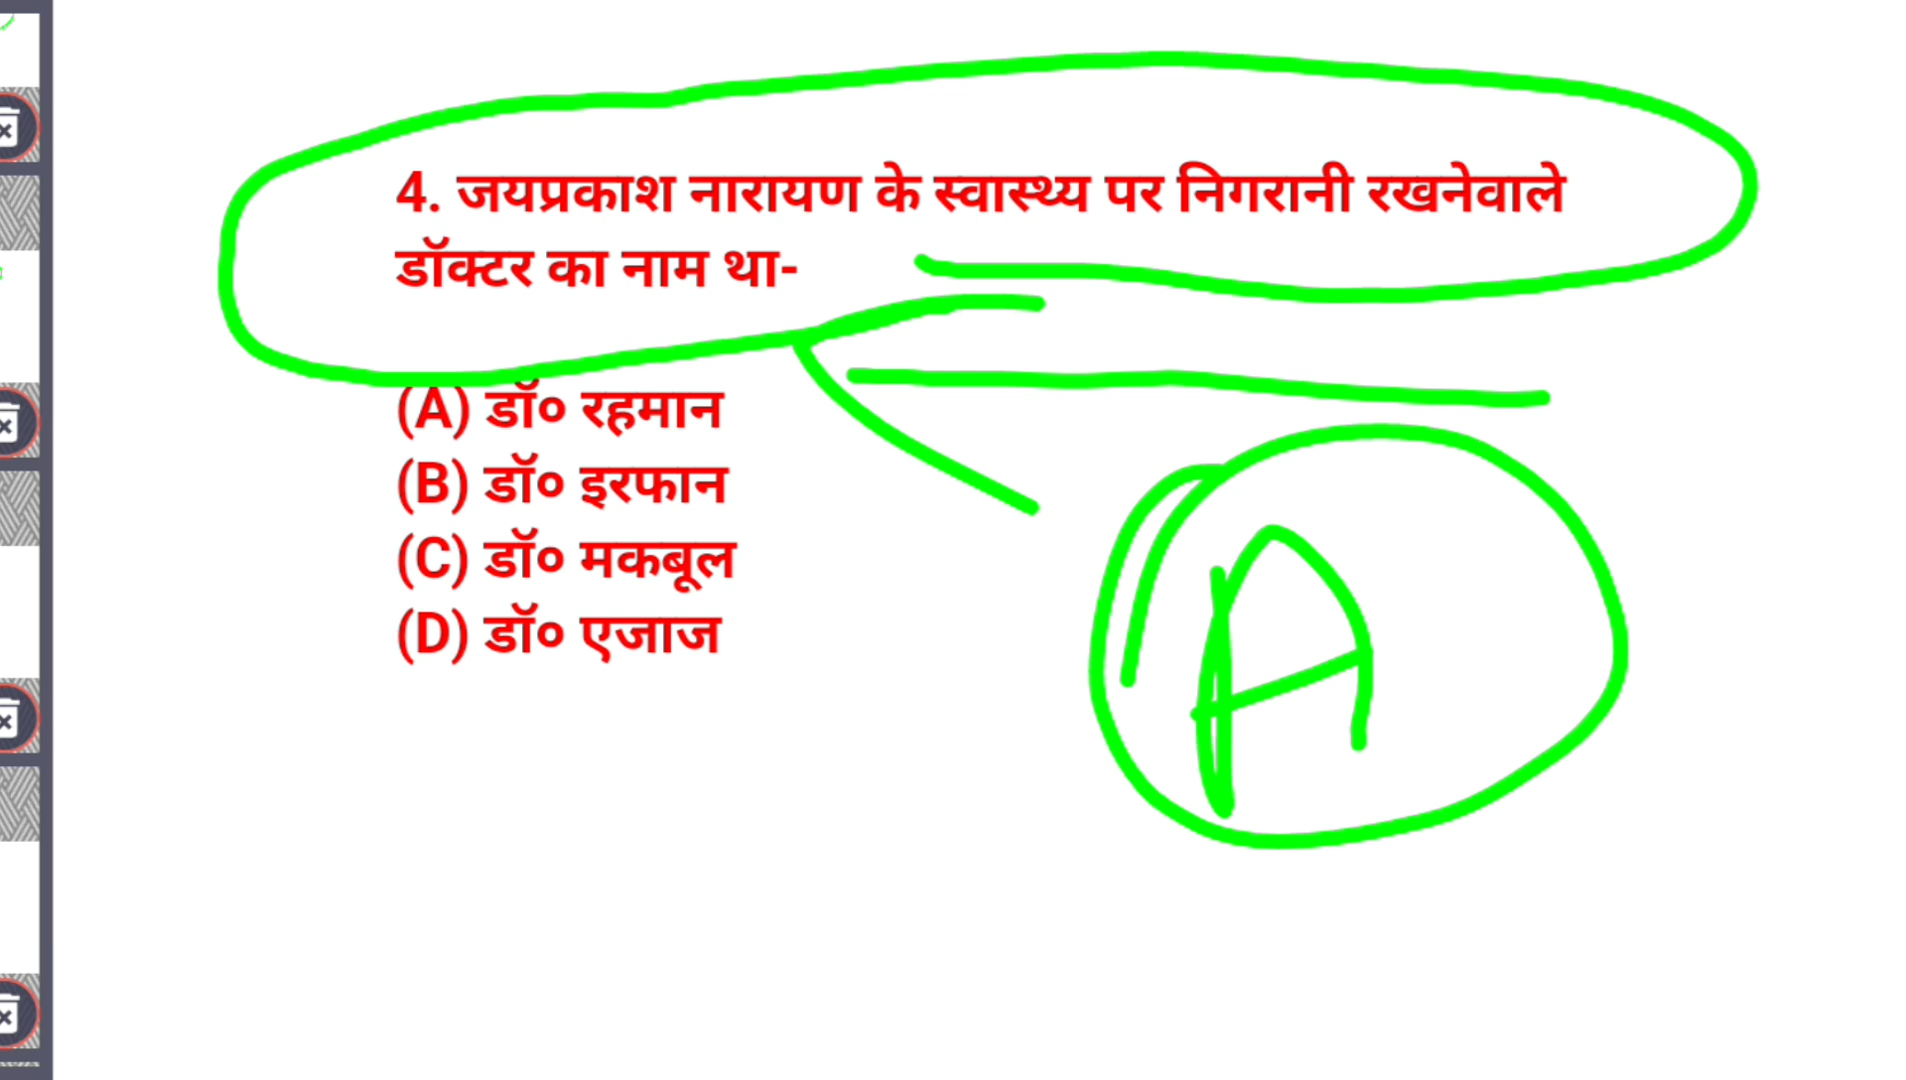 4. जयप्रकाश नारायण के स्वास्थ्य पर निगरानी रखनेवाले
डॉक्टर का नाम था-
(A) डॉ० रहमान
(B) डॉ० इरफान
(C) डॉ० मकबूल
(D) डॉ० एजाज
A